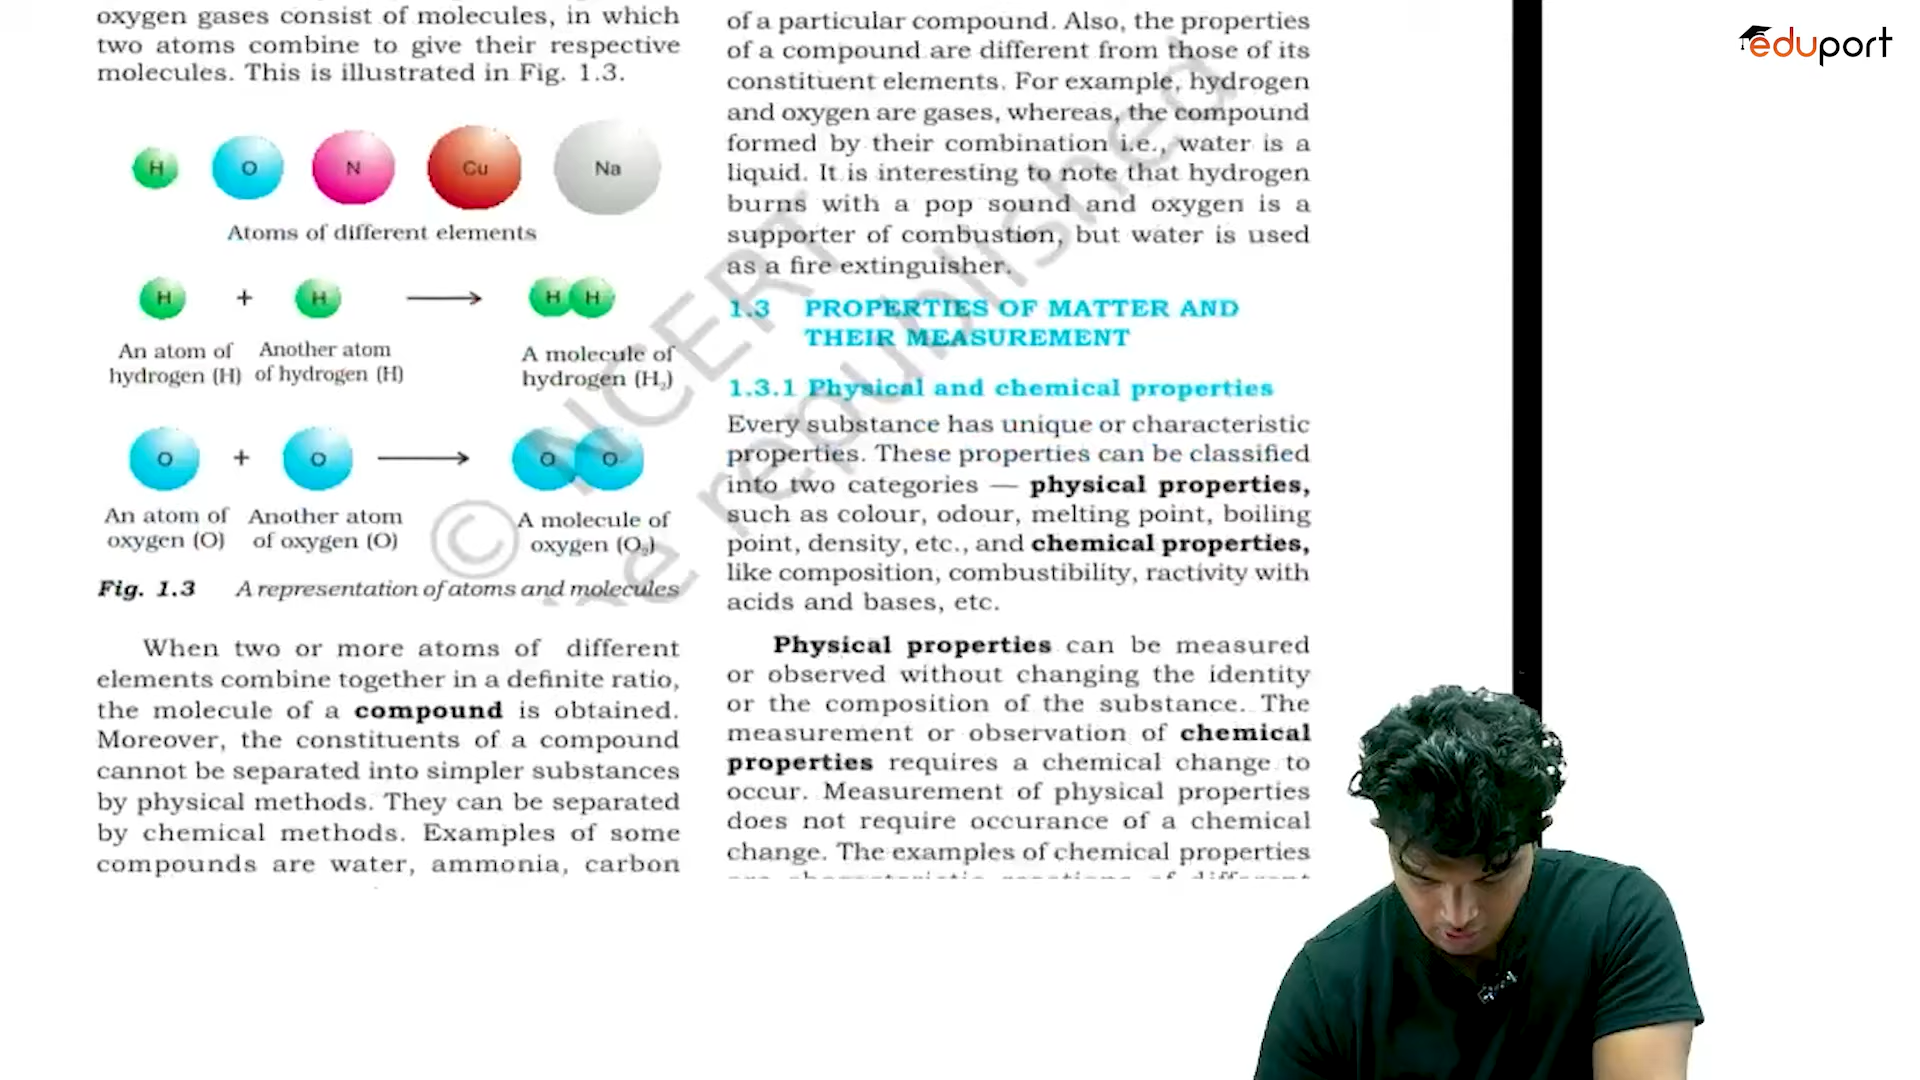 oxygen gases consist of molecules, in which
two atoms combine to give their respective
molecules. This is illustrated in Fig. 1.3.
H
O
N
Cu
Na
Atoms of different elements
H
+
H
H H
An atom of
hydrogen (H)
Another atom
of hydrogen (H)
A molecule of
hydrogen (H₂)
O
+
O
O O
An atom of
oxygen (O)
Another atom
of oxygen (O)
A molecule of
oxygen (O₂)
Fig. 1.3 A representation of atoms and molecules
When two or more atoms of different
elements combine together in a definite ratio,
the molecule of a compound is obtained.
Moreover, the constituents of a compound
cannot be separated into simpler substances
by physical methods. They can be separated
by chemical methods. Examples of some
compounds are water, ammonia, carbon
of a particular compound. Also, the properties
of a compound are different from those of its
constituent elements. For example, hydrogen
and oxygen are gases, whereas, the compound
formed by their combination i.e., water is a
liquid. It is interesting to note that hydrogen
burns with a pop sound and oxygen is a
supporter of combustion, but water is used
as a fire extinguisher.
1.3 PROPERTIES OF MATTER AND
THEIR MEASUREMENT
1.3.1 Physical and chemical properties
Every substance has unique or characteristic
properties. These properties can be classified
into two categories — physical properties,
such as colour, odour, melting point, boiling
point, density, etc., and chemical properties,
like composition, combustibility, ractivity with
acids and bases, etc.
Physical properties can be measured
or observed without changing the identity
or the composition of the substance. The
measurement or observation of chemical
properties requires a chemical change to
occur. Measurement of physical properties
does not require occurance of a chemical
change. The examples of chemical properties
© NCERT
republished
eduport